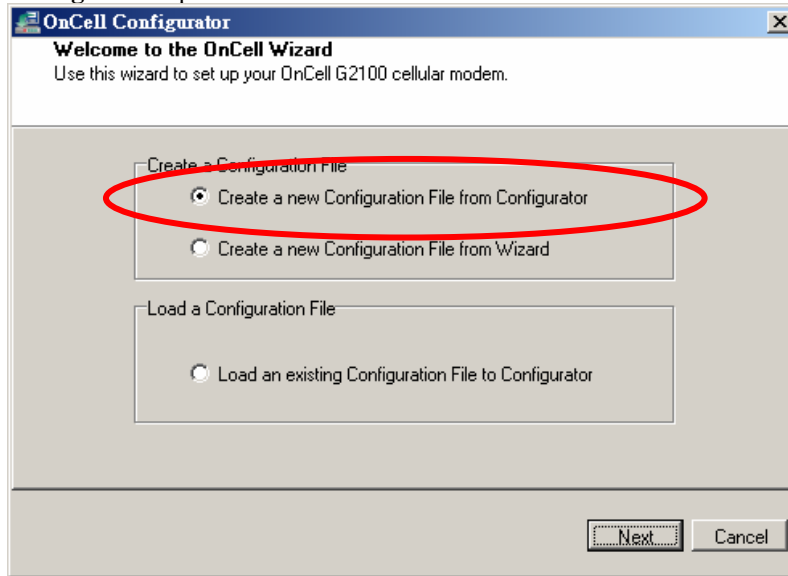 OnCell Configurator
Welcome to the OnCell Wizard
Use this wizard to set up your OnCell G2100 cellular modem.
Create a Configuration File
Create a new Configuration File from Configurator
Create a new Configuration File from Wizard
Load a Configuration File
Load an existing Configuration File to Configurator
Next Cancel